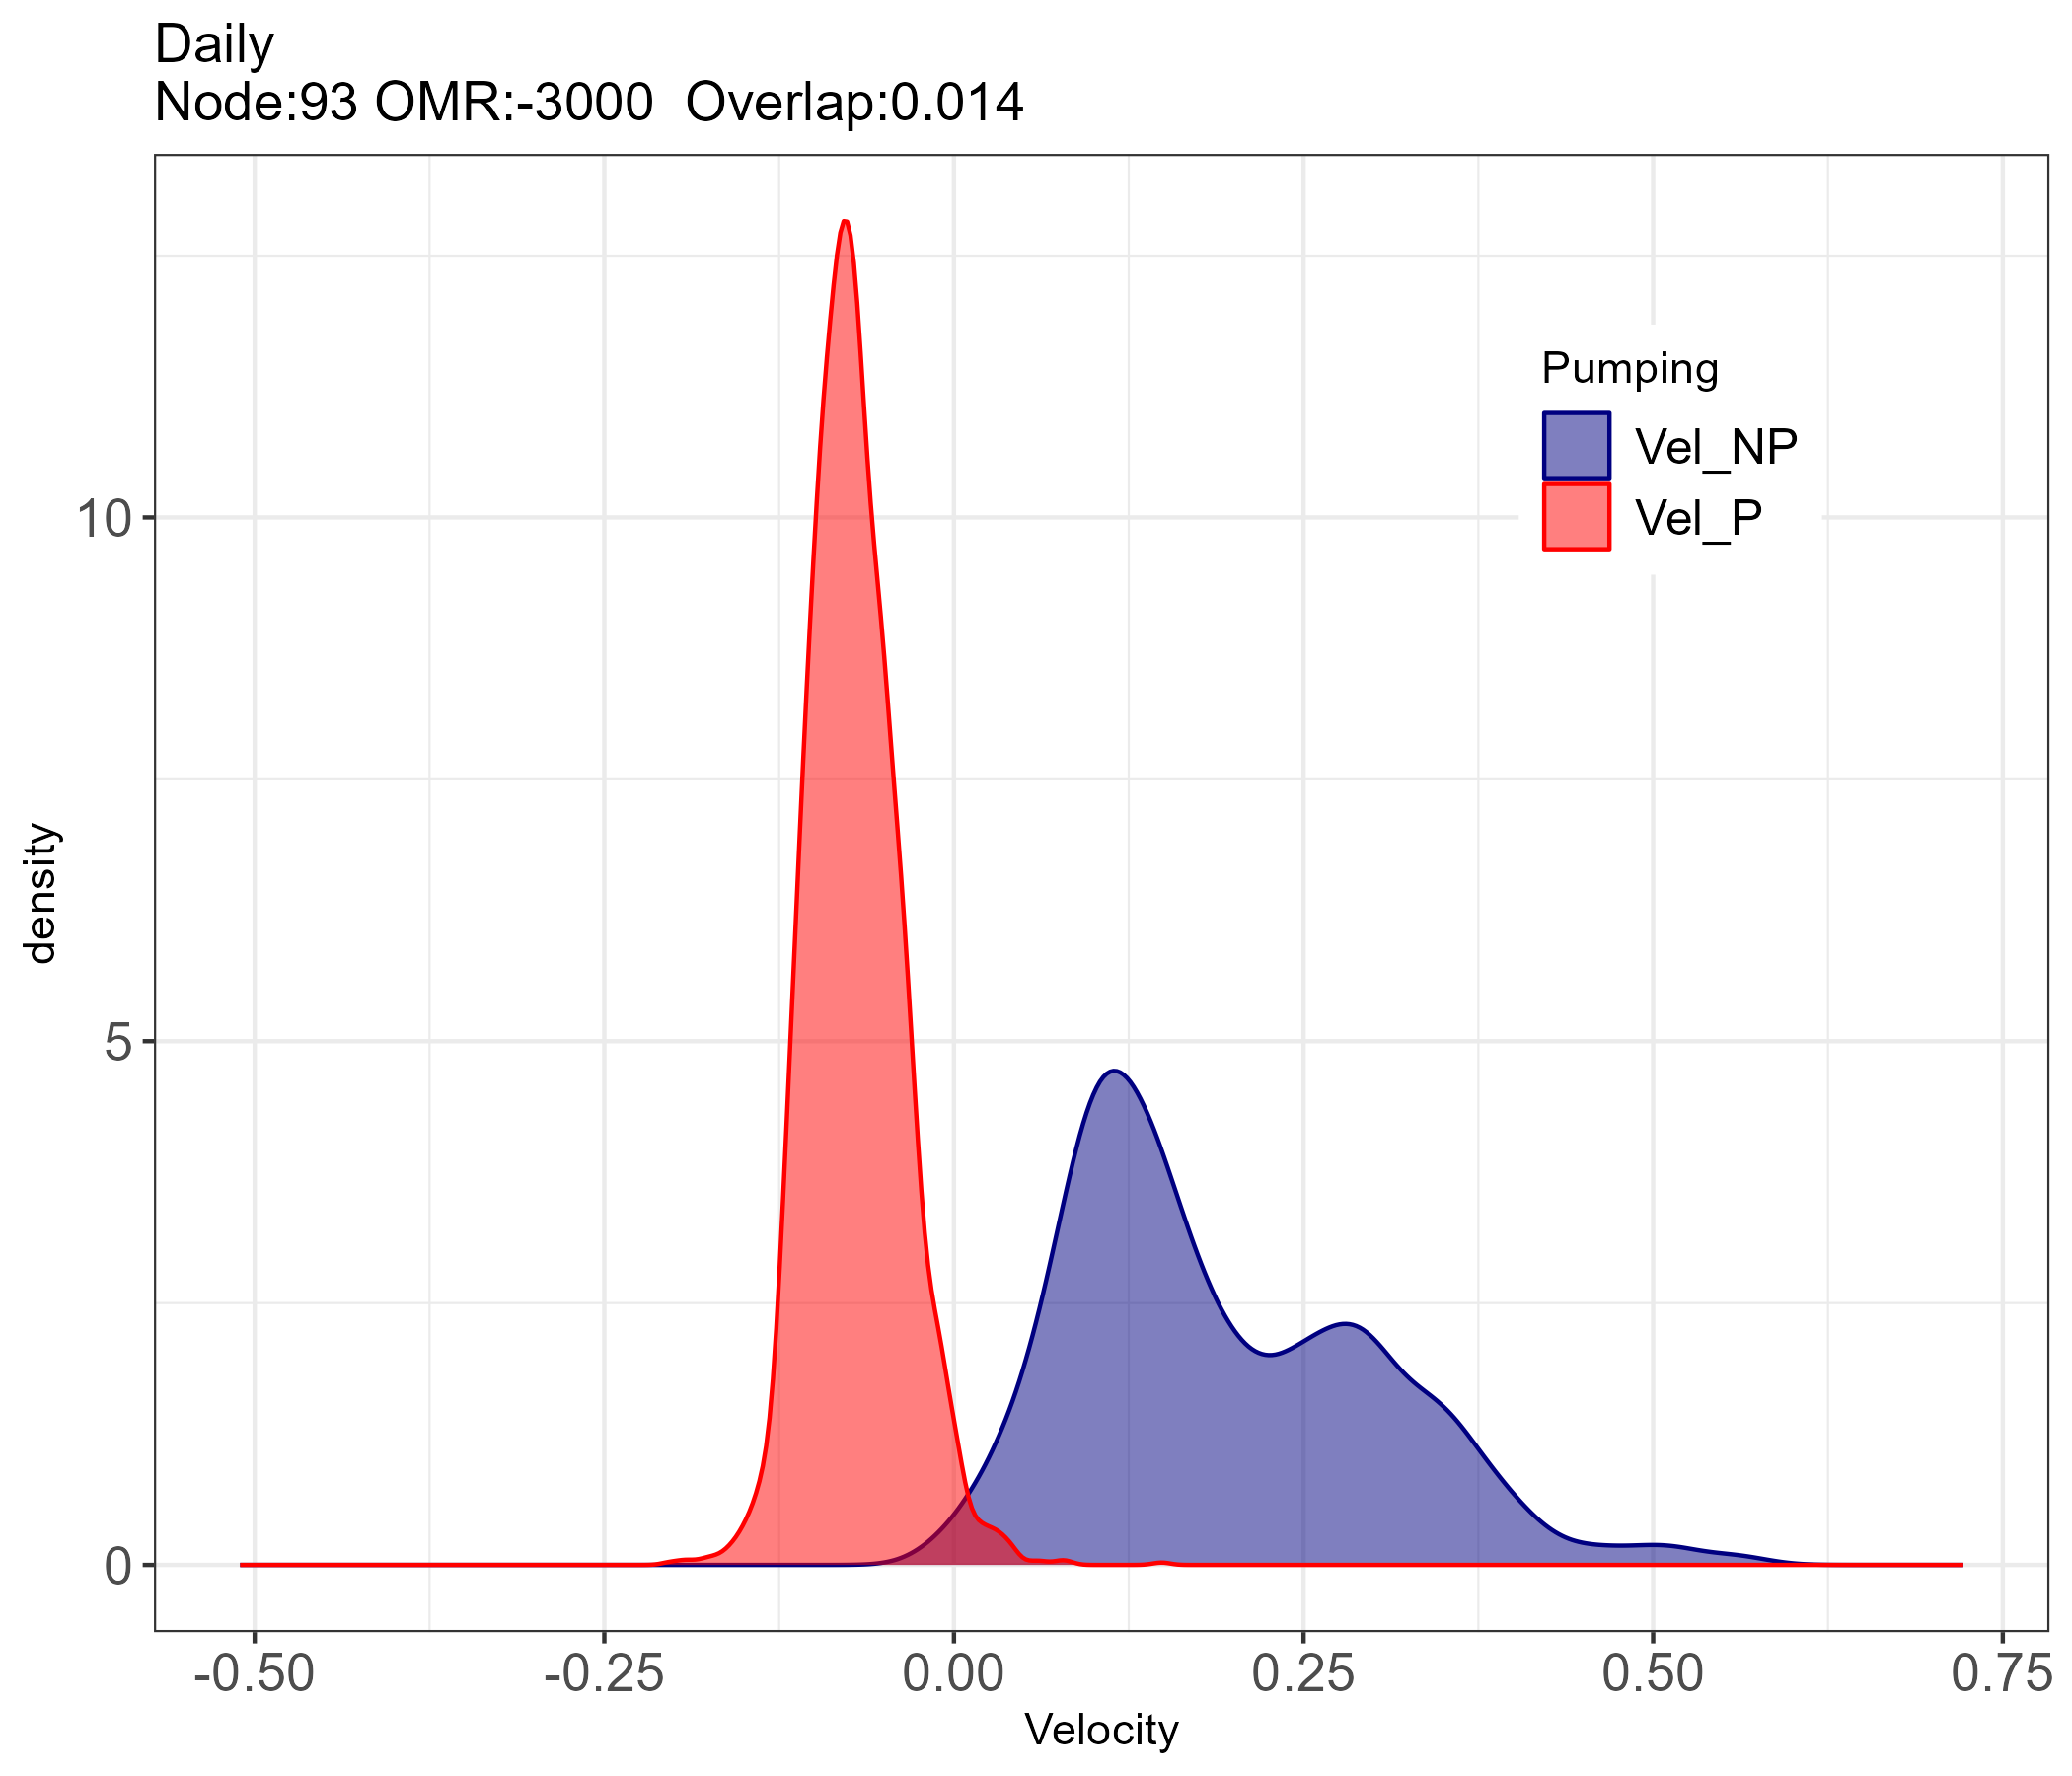 Daily
Node:93 OMR:-3000  Overlap:0.014
Pumping
Vel_NP
Vel_P
10
5
0
density
-0.50 -0.25 0.00 0.25 0.50 0.75
Velocity